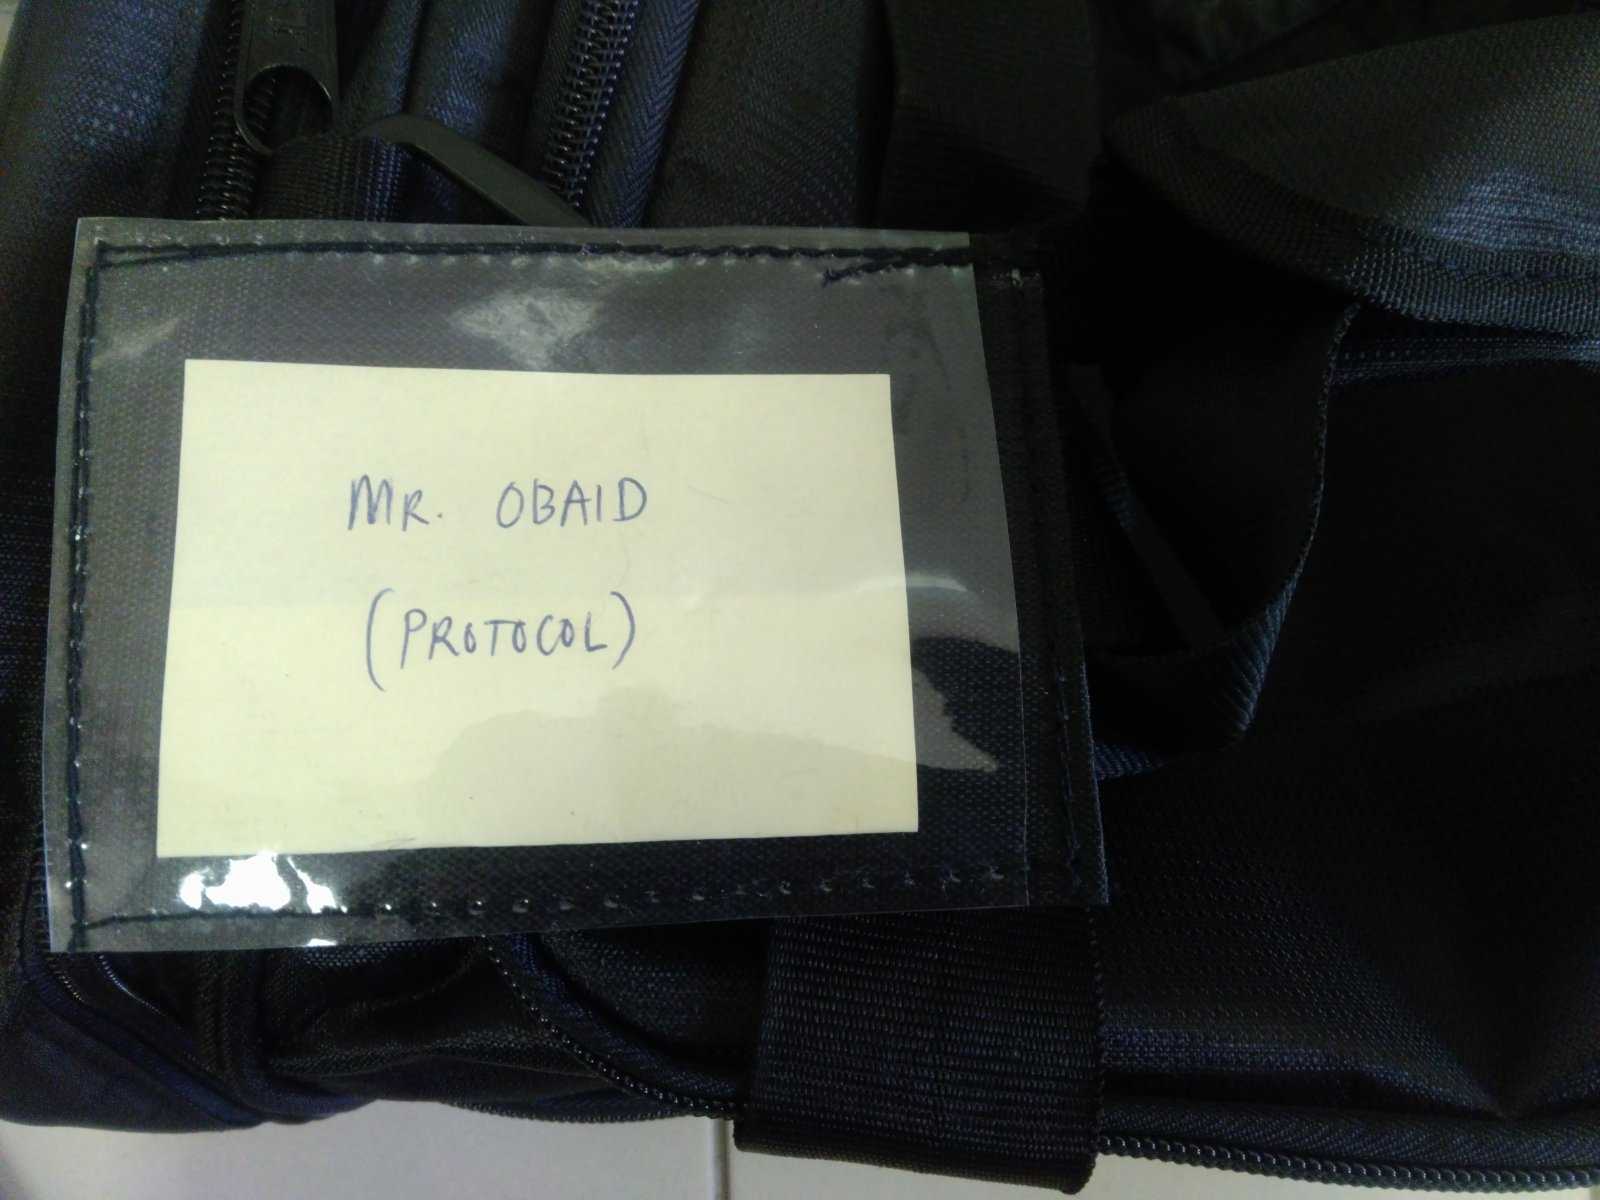 MR. OBAID
(PROTOCOL)